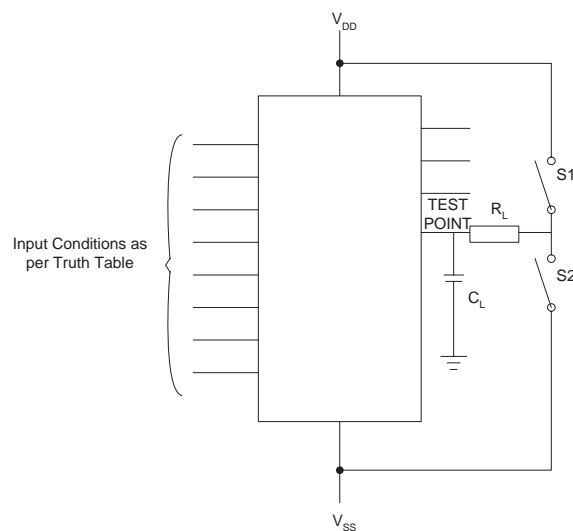 V_DD
S1
TEST
POINT
R_L
Input Conditions as
per Truth Table
S2
C_L
V_SS